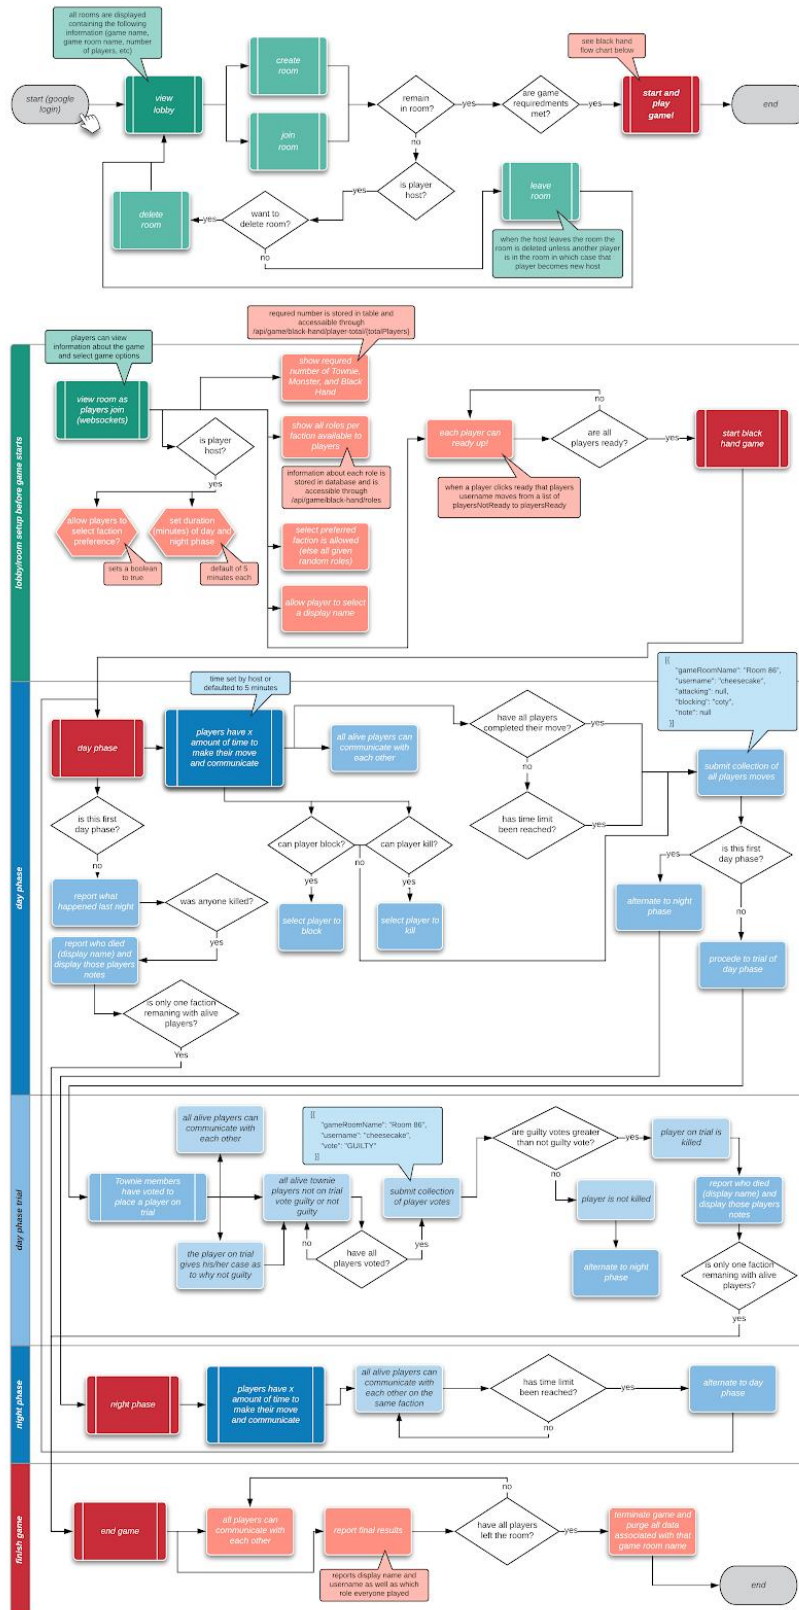 all rooms are displayed
containing the following
information (game name,
game room name, number
of players, etc)
start (google
login)
view
lobby
create
room
join
room
remain
in room?
yes
are game
requiredments
met?
yes
see black hand
flow chart below
start and
play
game!
end
no
is player
host?
yes
want to
delete room?
yes
delete
room
no
leave
room
when the host leaves the room the
room is deleted unless another player
is in the room in which case that
player becomes new host
lobby/room setup before game starts
players can view
information about the game
and select game options
view room as
players join
(websockets)
is player
host?
yes
allow players to
select faction
preference?
sets a boolean
to true
set duration
(minutes) of day and
night phase
default of 5
minutes each
requred number is stored in table and
accessaible through
/api/game/black-hand/player-total/{totalPlayers}
show requred
number of Townie,
Monster, and Black
Hand
show all roles per
faction available to
players
information about each role is
stored in database and is
accessible through
/api/game/black-hand/roles
select preferred
faction is allowed
(else all given
random roles)
allow player to select
a display name
each player can
ready up!
when a player clicks ready that players
username moves from a list of
playersNotReady to playersReady
no
are all
players ready?
yes
start black
hand game
day phase
day phase
time set by host or
defaulted to 5 minutes
players have x
amount of time to
make their move
and communicate
all alive players can
communicate with
each other
have all players
completed their move?
yes
no
has time limit
been reached?
yes
[{
"gameRoomName": "Room 86",
"username": "cheesecake",
"attacking": null,
"blocking": "coty",
"note": null
}]
submit collection of
all players moves
is this first
day phase?
no
report what
happened last night
was anyone killed?
yes
report who died
(display name) and
display those players
notes
is only one faction
remaning with alive
players?
Yes
can player block?
no
can player kill?
yes
yes
select player to
block
select player to
kill
is this first
day phase?
yes
no
alternate to night
phase
procede to trial of
day phase
day phase trial
Townie members
have voted to
place a player on
trial
all alive players can
communicate with
each other
the player on trial
gives his/her case as
to why not guilty
all alive townie
players not on trial
vote guilty or not
guilty
no
have all
players voted?
yes
[{
"gameRoomName": "Room 86",
"username": "cheesecake",
"vote": "GUILTY"
}]
submit collection
of player votes
are guilty votes greater
than not guilty vote?
yes
player on trial is
killed
no
player is not killed
alternate to night
phase
report who died
(display name) and
display those players
notes
is only one faction
remaning with alive
players?
yes
night phase
night phase
players have x
amount of time to
make their move
and communicate
all alive players can
communicate with
each other on the
same faction
has time limit
been reached?
yes
no
alternate to day
phase
finish game
end game
all players can
communicate with
each other
report final results
reports display name and
username as well as which
role everyone played
no
have all players
left the room?
yes
terminate game and
purge all data
associated with that
game room name
end